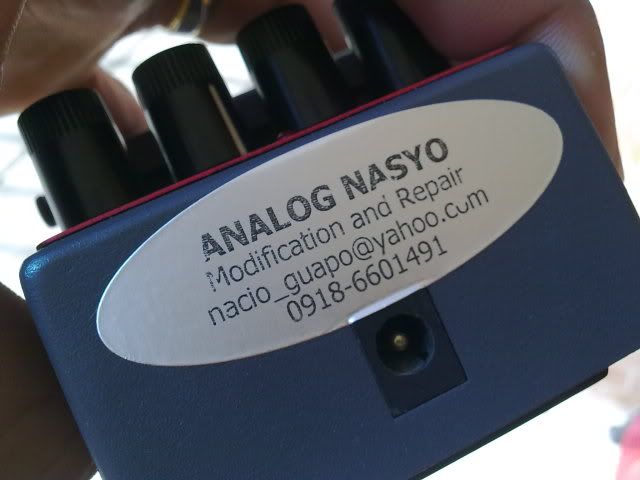 ANALOG NASYO
Modification and Repair
nacio_guapo@yahoo.com
0918-6601491